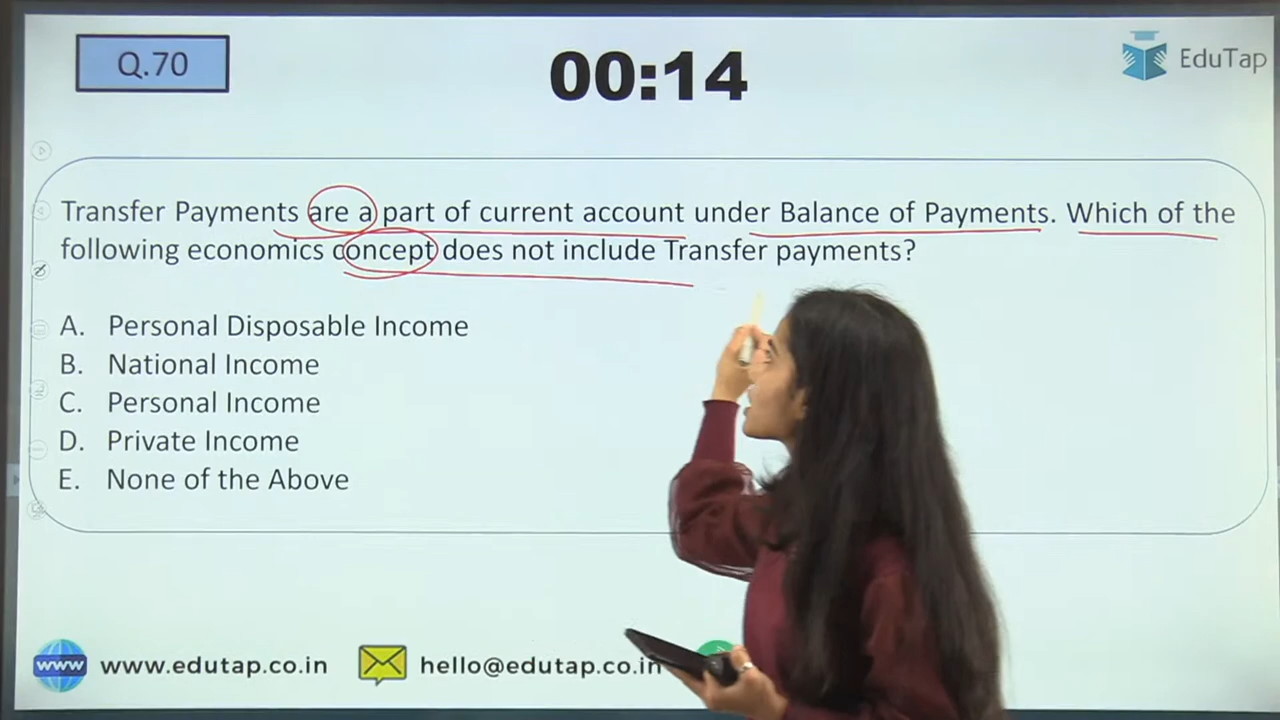 Q.70
00:14
EduTap
Transfer Payments are a part of current account under Balance of Payments. Which of the
following economics concept does not include Transfer payments?
A. Personal Disposable Income
B. National Income
C. Personal Income
D. Private Income
E. None of the Above
www
www.edutap.co.in
hello@edutap.co.in